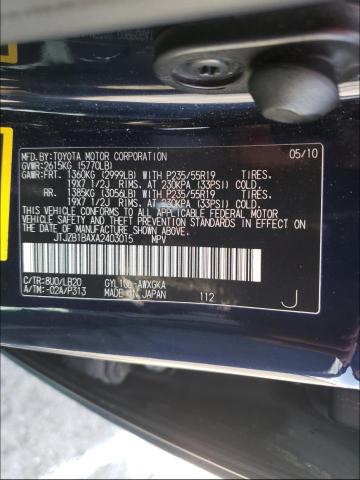 MFD.BY:TOYOTA MOTOR CORPORATION 05/10
GVWR:2615KG (5770LB)
GAWR:FRT. 1360KG (2999LB) WITH P235/55R19 TIRES,
19X7 1/2J RIMS, AT 230KPA (33PSI) COLD.
RR. 1385KG (3056LB) WITH P235/55R19 TIRES,
19X7 1/2J RIMS, AT 230KPA (33PSI) COLD.
THIS VEHICLE CONFORMS TO ALL APPLICABLE FEDERAL MOTOR
VEHICLE SAFETY
THEFT PREVENTION STANDARDS IN EFFECT ON THE DATE OF
MANUFACTURE SHOWN ABOVE.
JTJZB1BAXA2403015 MPV
C/TR:8U0/LB20 GYL10L-AWXGKA
A/TM:-02A/P313 MADE IN JAPAN 112 J